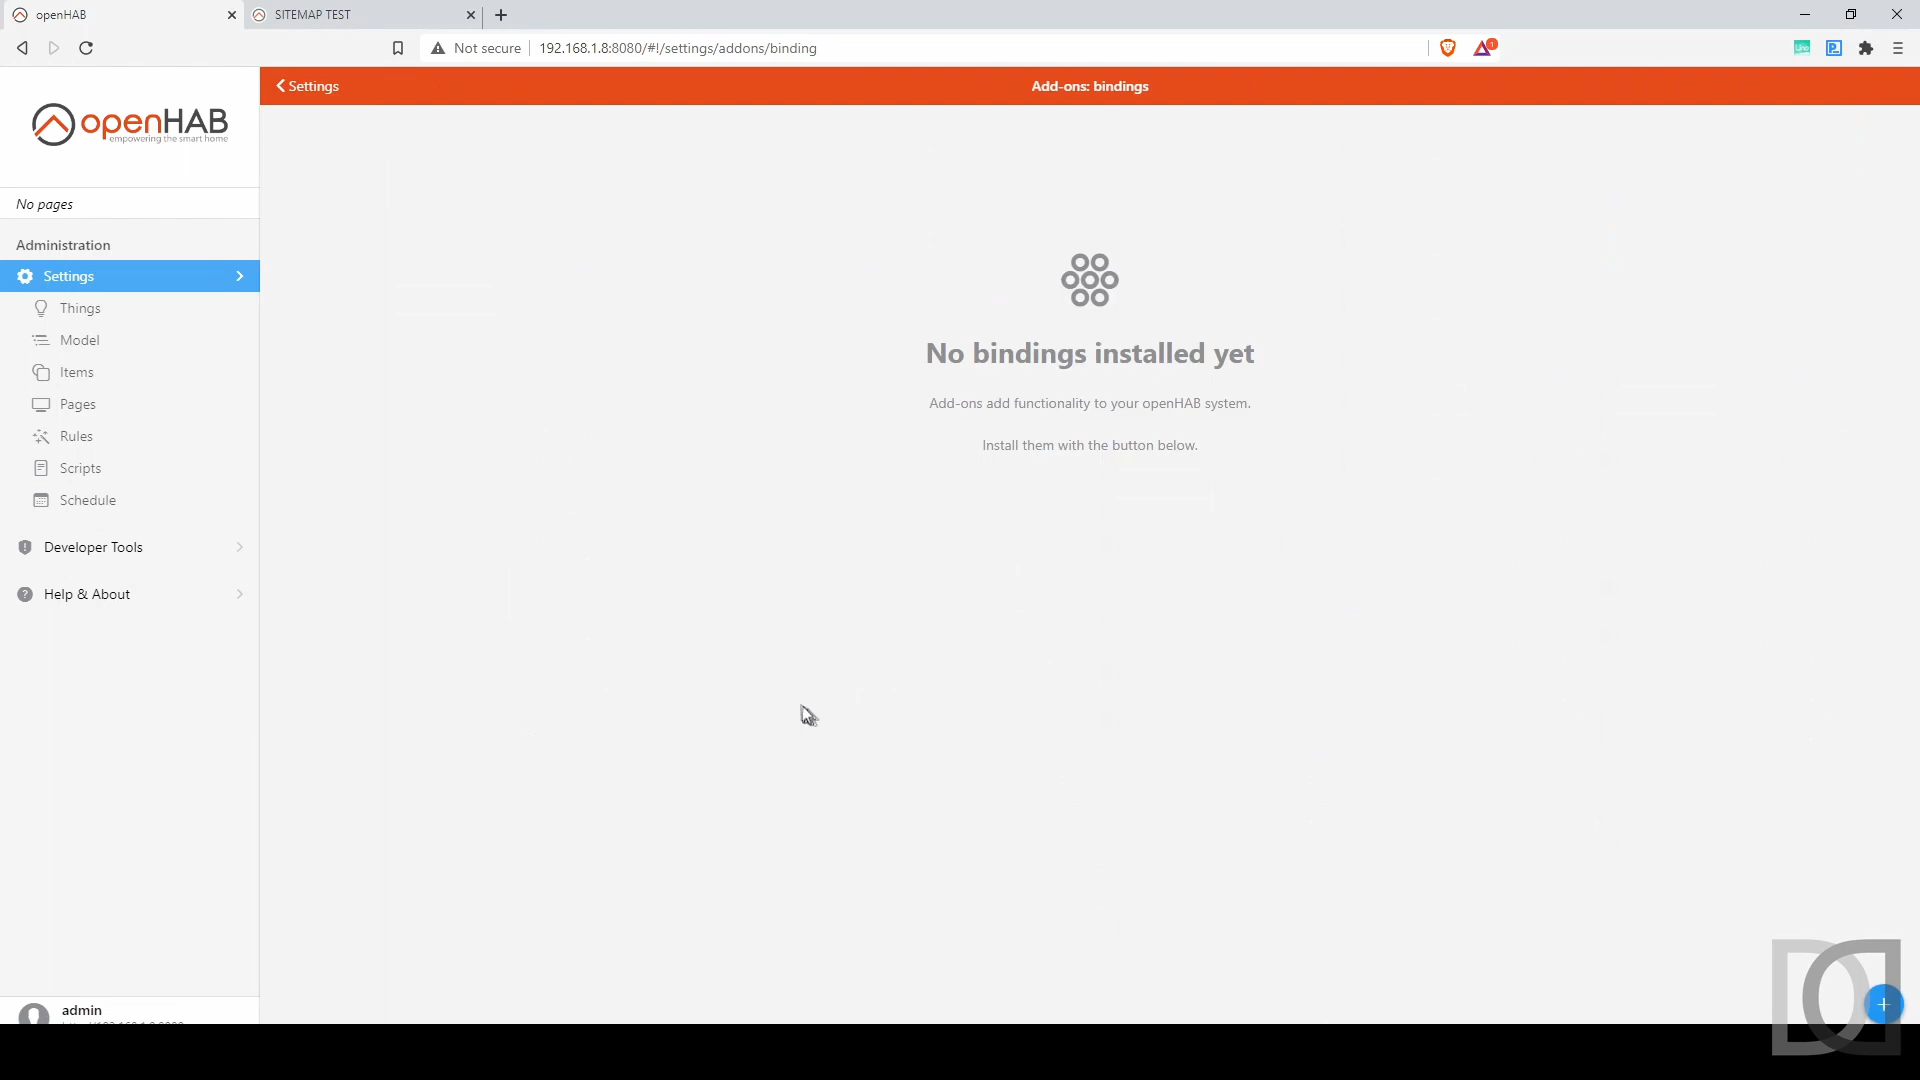 openHAB
SITEMAP TEST
Not secure
192.168.1.8:8080/#!/settings/addons/binding
1
openHAB
empowering the smart home
Settings
Add-ons: bindings
No pages
Administration
Settings
Things
Model
Items
Pages
Rules
Scripts
Schedule
Developer Tools
Help & About
No bindings installed yet
Add-ons add functionality to your openHAB system.
Install them with the button below.
admin